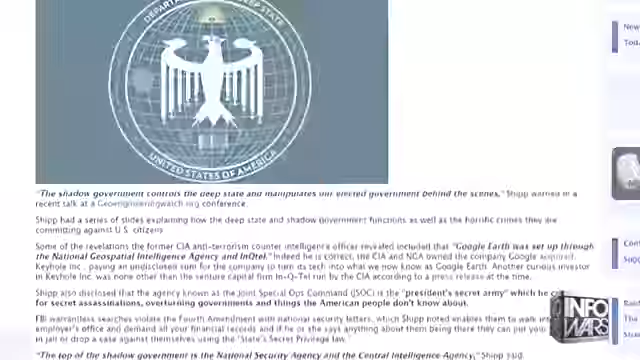 STATE
UNITED STATES OF AMERICA
"The shadow government controls the deep state and manipulates our elected government behind the scenes," Shipp warned in a
recent talk at a Geoengineeringwatch.org conference.
Shipp had a series of slides explaining how the deep state and shadow government functions as well as the horrific crimes they are
committing against U.S. citizens.
Some of the revelations the former CIA anti-terrorism counter intelligence officer revealed included that "Google Earth was set up through
the National Geospatial Intelligence Agency and InQTel." Indeed he is correct, the CIA and NGA owned the company Google acquired,
Keyhole Inc., paying an undisclosed sum for the company to turn its tech into what we now know as Google Earth. Another curious investor
in Keyhole Inc. was none other than the venture capital firm In-Q-Tel run by the CIA according to a press release at the time.
Shipp also disclosed that the agency known as the Joint Special Ops Command (JSOC) is the "president's secret army" which he
for secret assassinations, overturning governments and things the American people don't know about.
FBI warrantless searches violate the Fourth Amendment with national security letters, which Shipp noted enables them to walk
employer's office and demand all your financial records and if he or she says anything about them being there they can put you
in jail or drop a case against themselves using the "State's Secret Privilege law."
"The top of the shadow government is the National Security Agency and the Central Intelligence Agency," Shipp said.
New
Toda
INFO
WARS